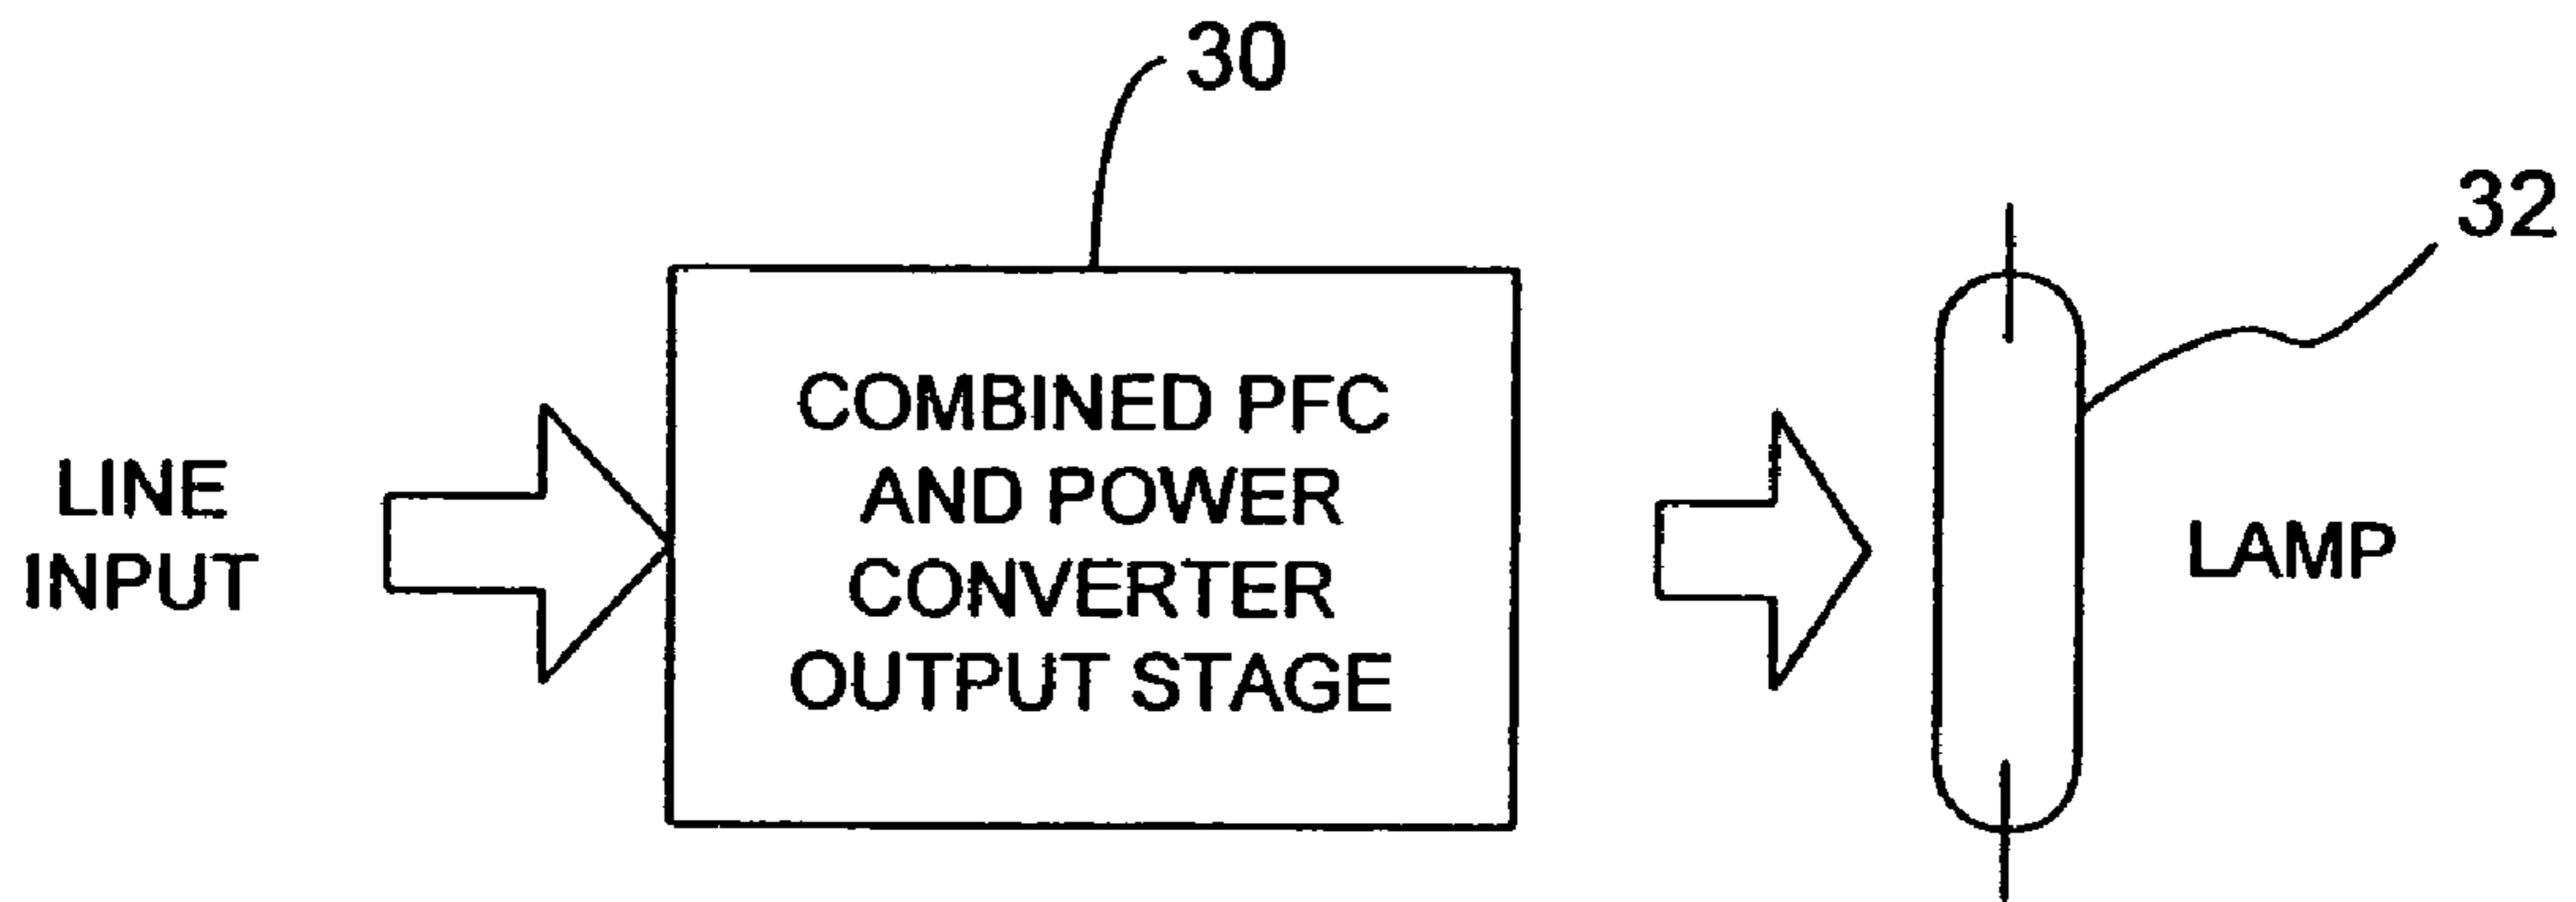 30
32
LINE
INPUT
COMBINED PFC
AND POWER
CONVERTER
OUTPUT STAGE
LAMP